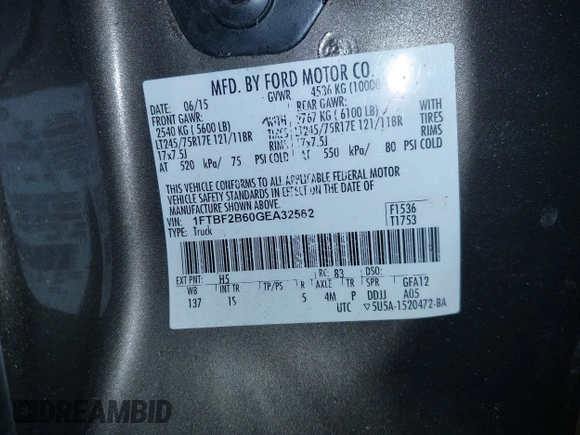 MFD. BY FORD MOTOR CO.
DATE: 06/15 GVWR 4536 KG (10000
FRONT GAWR: REAR GAWR: WITH
2540 KG ( 5600 LB) WITH 2767 KG ( 6100 LB) TIRES
LT245/75R17E 121/118R TIRES LT245/75R17E 121/118R RIMS
17x7.5J RIMS 17x7.5J
AT 520 kPa/ 75 PSI COLD AT 550 kPa/ 80 PSI COLD
THIS VEHICLE CONFORMS TO ALL APPLICABLE FEDERAL MOTOR
VEHICLE SAFETY STANDARDS IN EFFECT ON THE DATE OF
MANUFACTURE SHOWN ABOVE.
VIN: 1FTBF2B60GEA32562 F1536
TYPE: Truck T1753
EXT PNT: H5 RC: 83 DSO:
WB INT TR TP/PS R AXLE TR SPR GFA12
137 1S 5 4M P DDJJ A05
UTC 5U5A-1520472-BA
DREAMBID